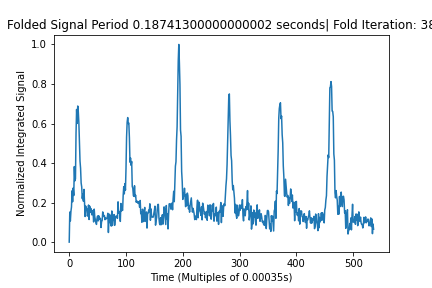 Folded Signal Period 0.18741300000000002 seconds| Fold Iteration: 38
1.0
0.8
0.6
0.4
0.2
0.0
Normalized Integrated Signal
0 100 200 300 400 500
Time (Multiples of 0.00035s)